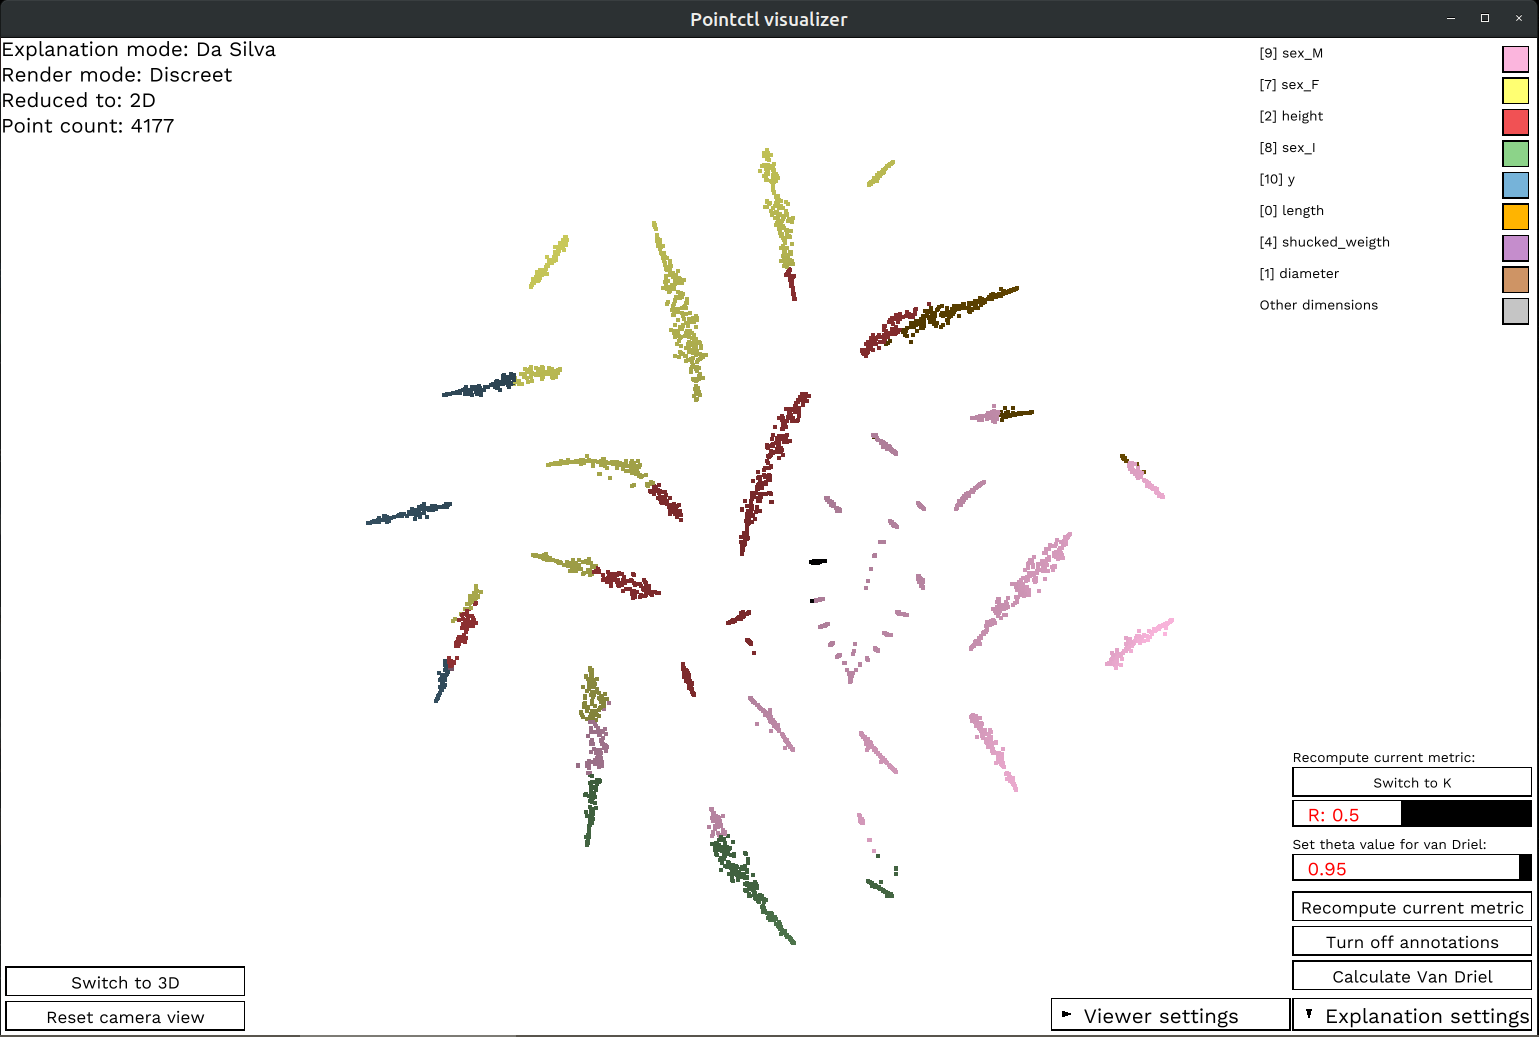 Pointctl visualizer
Explanation mode: Da Silva
Render mode: Discreet
Reduced to: 2D
Point count: 4177
[9] sex_M
[7] sex_F
[2] height
[8] sex_I
[10] y
[0] length
[4] shucked_weigth
[1] diameter
Other dimensions
Recompute current metric:
Switch to K
R: 0.5
Set theta value for van Driel:
0.95
Recompute current metric
Turn off annotations
Calculate Van Driel
Switch to 3D
Reset camera view
Viewer settings
Explanation settings